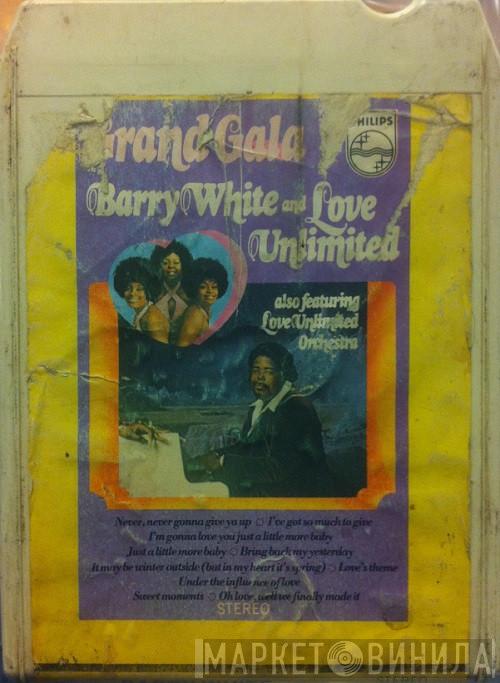 Grand Gala
PHILIPS
Barry White and Love
Unlimited
also featuring
Love Unlimited
Orchestra
Never, never gonna give ya up ○ I've got so much to give
I'm gonna love you just a little more baby
Just a little more baby ○ Bring back my yesterday
It may be winter outside (but in my heart it's spring) ○ Love's theme
Under the influence of love
Sweet moments ○ Oh love, well we finally made it
STEREO
МАРКЕТ ВИНИЛА
STEREO